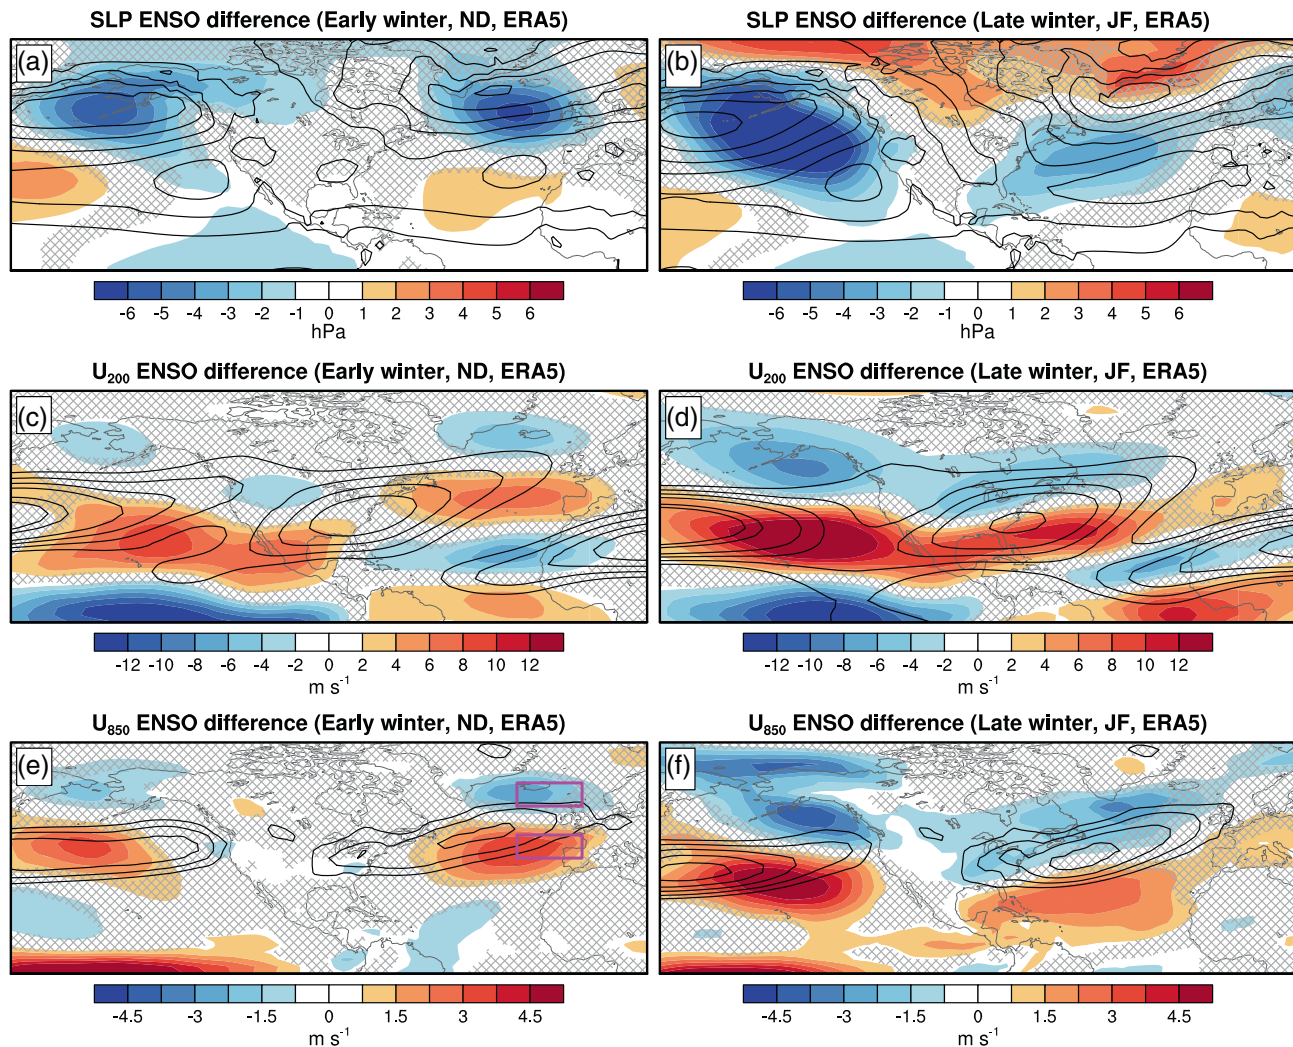 SLP ENSO difference (Early winter, ND, ERA5)
SLP ENSO difference (Late winter, JF, ERA5)
(a)
(b)
-6 -5 -4 -3 -2 -1 0 1 2 3 4 5 6
hPa
-6 -5 -4 -3 -2 -1 0 1 2 3 4 5 6
hPa
U200 ENSO difference (Early winter, ND, ERA5)
U200 ENSO difference (Late winter, JF, ERA5)
(c)
(d)
-12 -10 -8 -6 -4 -2 0 2 4 6 8 10 12
m s-1
-12 -10 -8 -6 -4 -2 0 2 4 6 8 10 12
m s-1
U850 ENSO difference (Early winter, ND, ERA5)
U850 ENSO difference (Late winter, JF, ERA5)
(e)
(f)
-4.5 -3 -1.5 0 1.5 3 4.5
m s-1
-4.5 -3 -1.5 0 1.5 3 4.5
m s-1